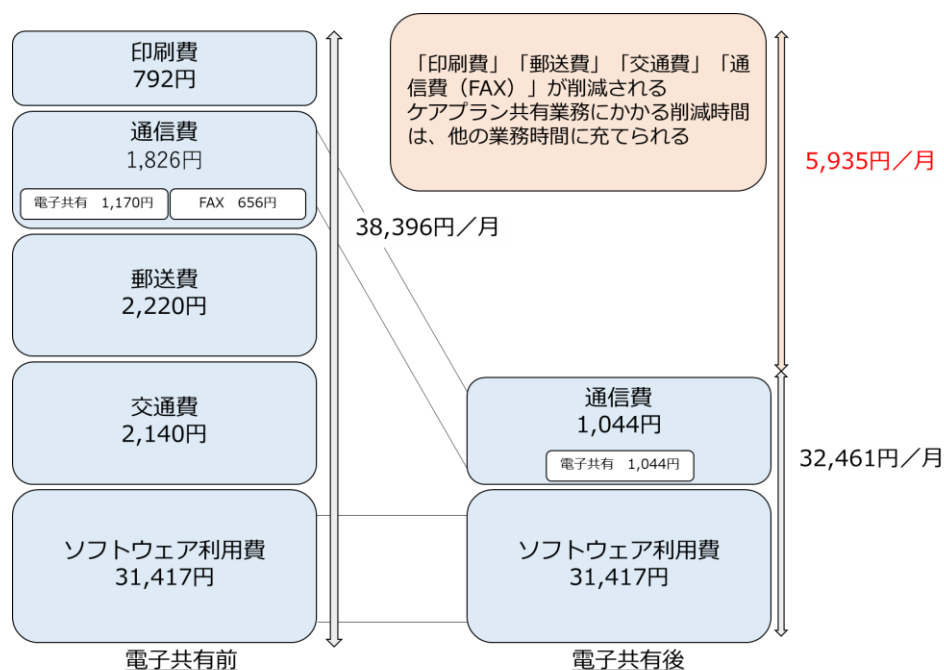 印刷費
792円
通信費
1,826円
電子共有 1,170円
FAX 656円
郵送費
2,220円
交通費
2,140円
ソフトウェア利用費
31,417円
電子共有前
38,396円／月
「印刷費」「郵送費」「交通費」「通
信費（FAX）」が削減される
ケアプラン共有業務にかかる削減時間
は、他の業務時間に充てられる
5,935円／月
通信費
1,044円
電子共有 1,044円
32,461円／月
ソフトウェア利用費
31,417円
電子共有後